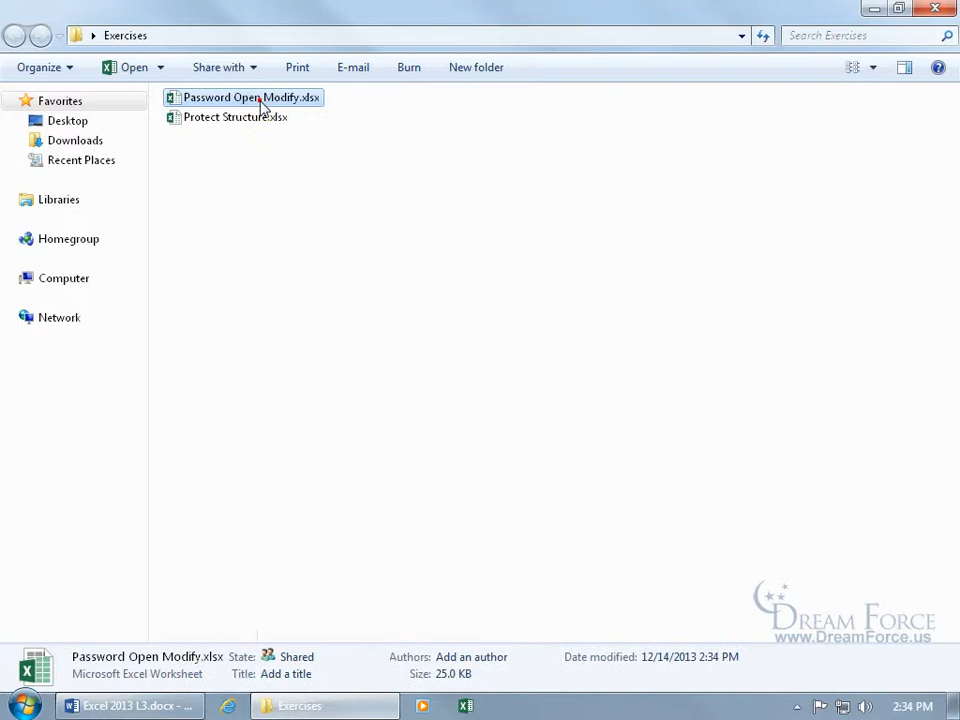 Exercises
Search Exercises
Organize
Open
Share with
Print
E-mail
Burn
New folder
Favorites
Desktop
Downloads
Recent Places
Libraries
Homegroup
Computer
Network
Password Open Modify.xlsx
Protect Structure.xlsx
DREAM FORCE
www.DreamForce.us
Password Open Modify.xlsx State: Shared Authors: Add an author Date modified: 12/14/2013 2:34 PM
Microsoft Excel Worksheet Title: Add a title Size: 25.0 KB
Excel 2013 L3.docx - ...
Exercises
2:34 PM